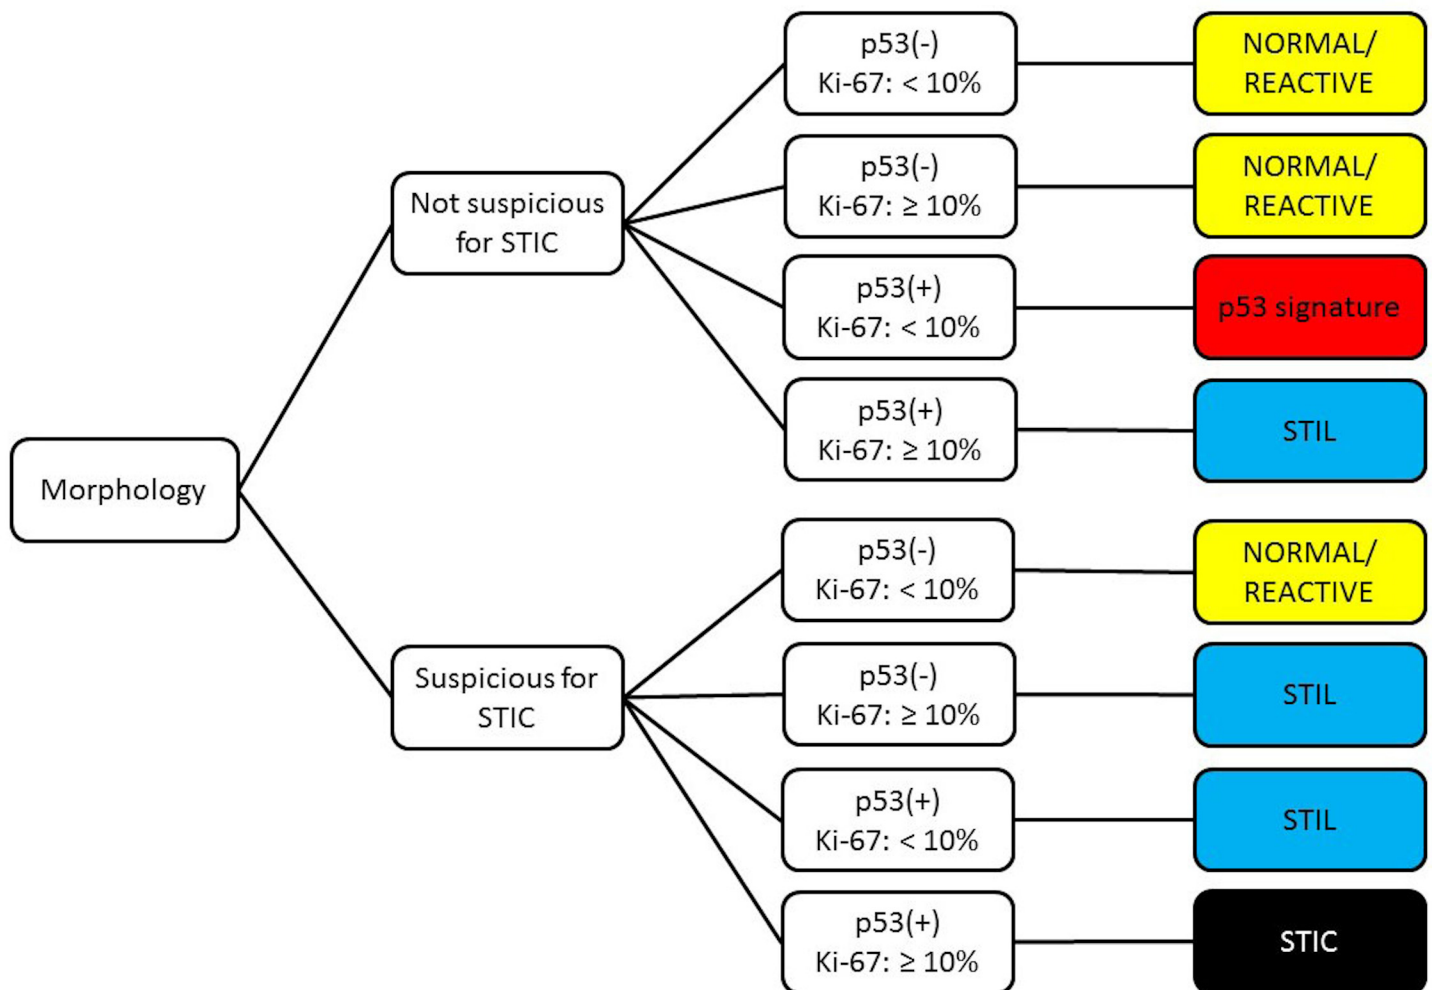 Morphology
Not suspicious
for STIC
p53(-)
Ki-67: < 10%
NORMAL/
REACTIVE
p53(-)
Ki-67: ≥ 10%
NORMAL/
REACTIVE
p53(+)
Ki-67: < 10%
p53 signature
p53(+)
Ki-67: ≥ 10%
STIL
Suspicious for
STIC
p53(-)
Ki-67: < 10%
NORMAL/
REACTIVE
p53(-)
Ki-67: ≥ 10%
STIL
p53(+)
Ki-67: < 10%
STIL
p53(+)
Ki-67: ≥ 10%
STIC